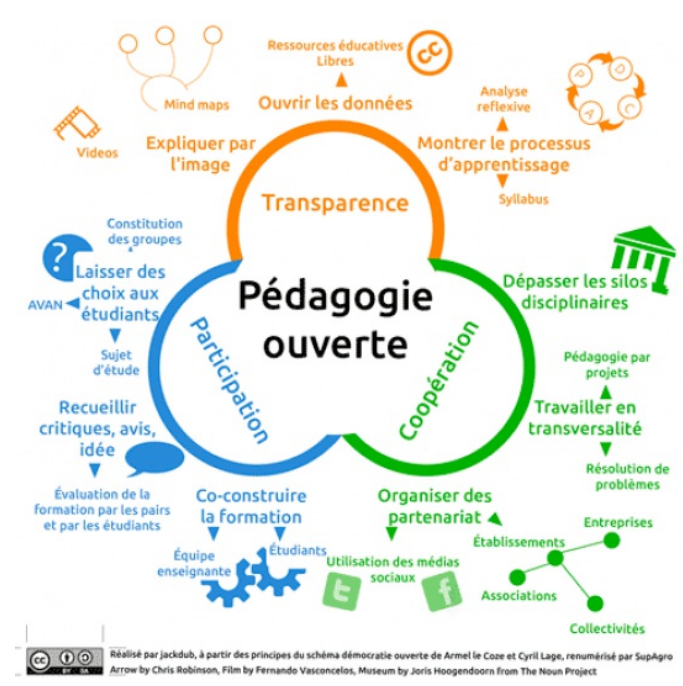 Ressources éducatives
Libres
Mind maps
Ouvrir les données
Videos
Expliquer par
l'image
Analyse
reflexive
P
D
C
A
Montrer le processus
d'apprentissage
Syllbus
Transparence
Pédagogie
ouverte
Participation
Coopération
Constitution
des groupes
?
Laisser des
choix aux
étudiants
AVAN
Sujet
d'étude
Recueillir
critiques, avis,
idée
Évaluation de la
formation par les pairs
et par les étudiants
Co-construire
la formation
Équipe
enseignante
Étudiants
Dépasser les silos
disciplinaires
Pédagogie par
projets
Travailler en
transversalité
Résolution de
problèmes
Organiser des
partenariat
Utilisation des médias
sociaux
t
f
Établissements
Entreprises
Associations
Collectivités
cc
cc
BY SA
Réalisé par jackdub, à partir des principes du schéma démocratie ouverte de Armel le Coze et Cyril Lage, renumérisé par SupAgro
Arrow by Chris Robinson, Film by Fernando Vasconcelos, Museum by Joris Hoogendoorn from The Noun Project